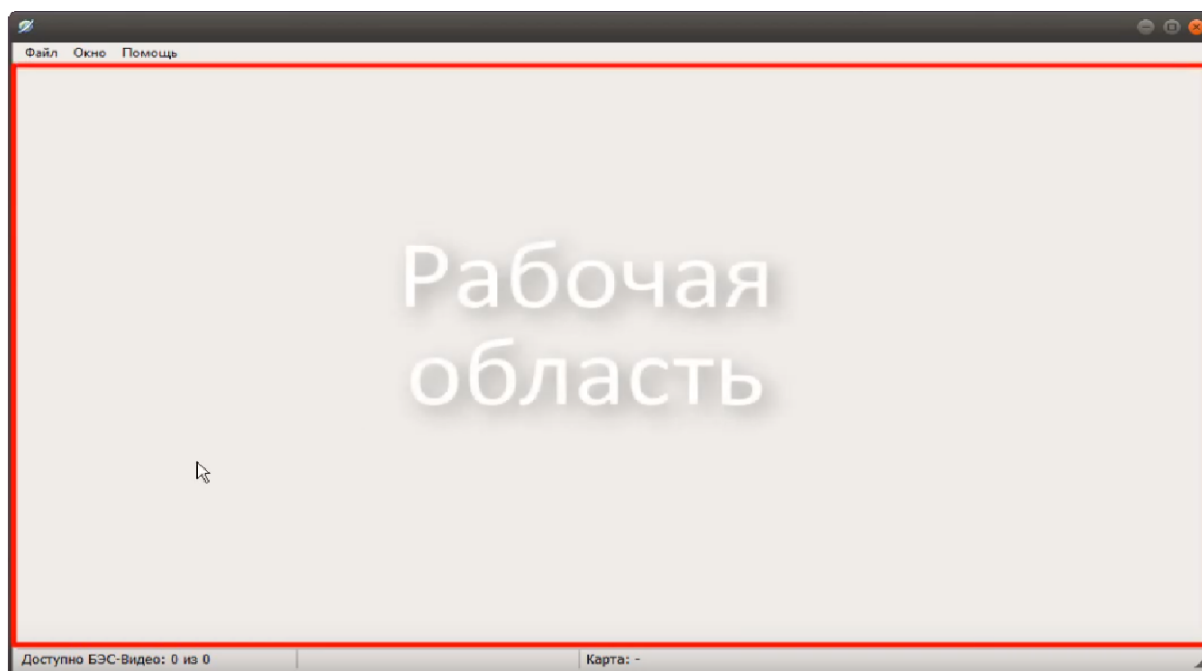 Файл Окно Помощь
Рабочая
область
Доступно БЭС-Видео: 0 из 0 Карта: -